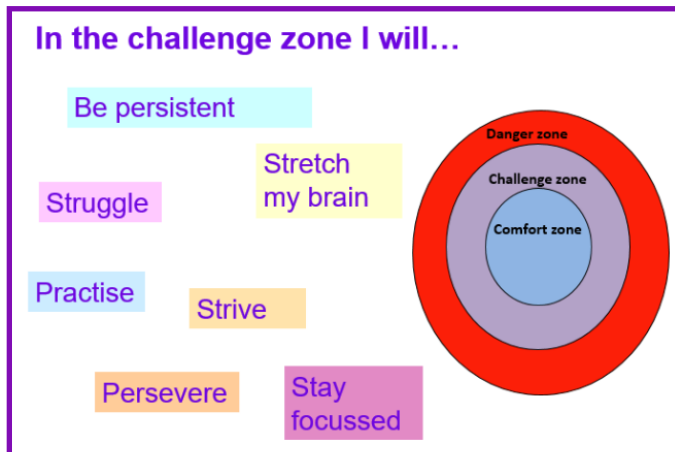 In the challenge zone I will…
Be persistent
Stretch
my brain
Struggle
Practise
Strive
Persevere
Stay
focussed
Danger zone
Challenge zone
Comfort zone